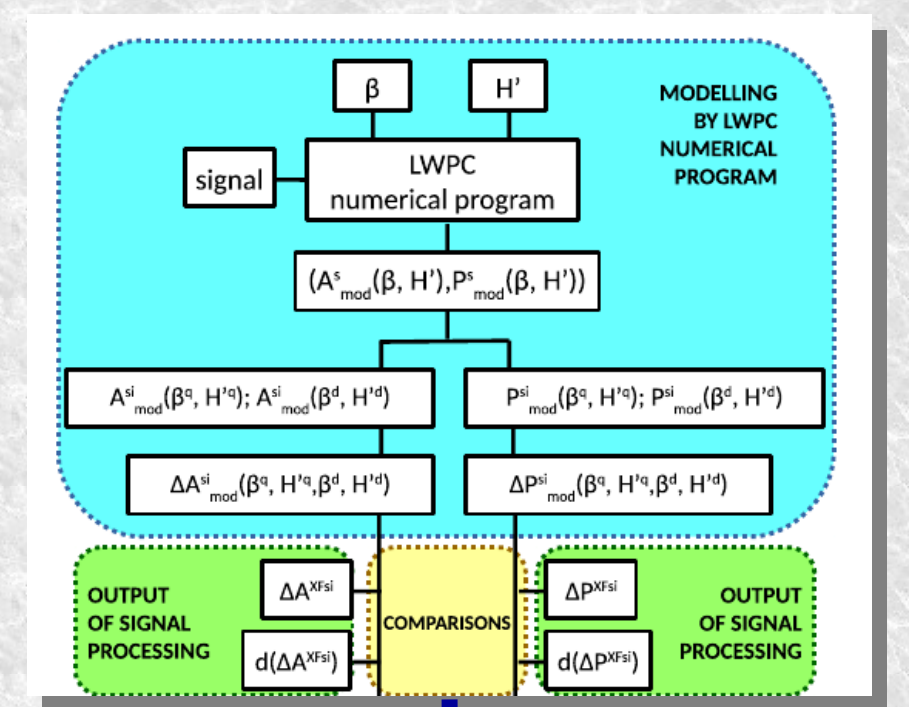 β
H’
MODELLING
BY LWPC
NUMERICAL
PROGRAM
signal
LWPC
numerical program
(Aˢmod(β, H’),Pˢmod(β, H’))
Aˢⁱmod(βq, H’q); Aˢⁱmod(βᵈ, H’ᵈ)
Pˢⁱmod(βq, H’q); Pˢⁱmod(βᵈ, H’ᵈ)
ΔAˢⁱmod(βq, H’q,βᵈ, H’ᵈ)
ΔPˢⁱmod(βq, H’q,βᵈ, H’ᵈ)
OUTPUT
OF SIGNAL
PROCESSING
ΔAXFsi
d(ΔAXFsi)
COMPARISONS
ΔPXFsi
d(ΔPXFsi)
OUTPUT
OF SIGNAL
PROCESSING